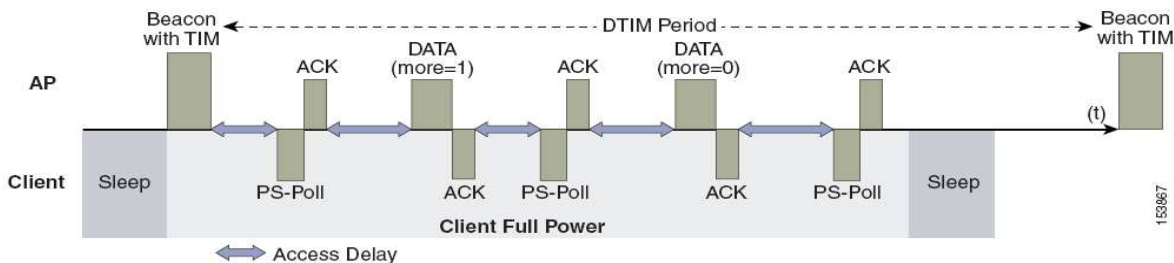 Beacon
with TIM
DTIM Period
Beacon
with TIM
ACK
DATA
(more=1)
ACK
DATA
(more=0)
ACK
AP
(t)
Client
Sleep
PS-Poll
ACK
PS-Poll
ACK
PS-Poll
Sleep
Client Full Power
Access Delay
153867